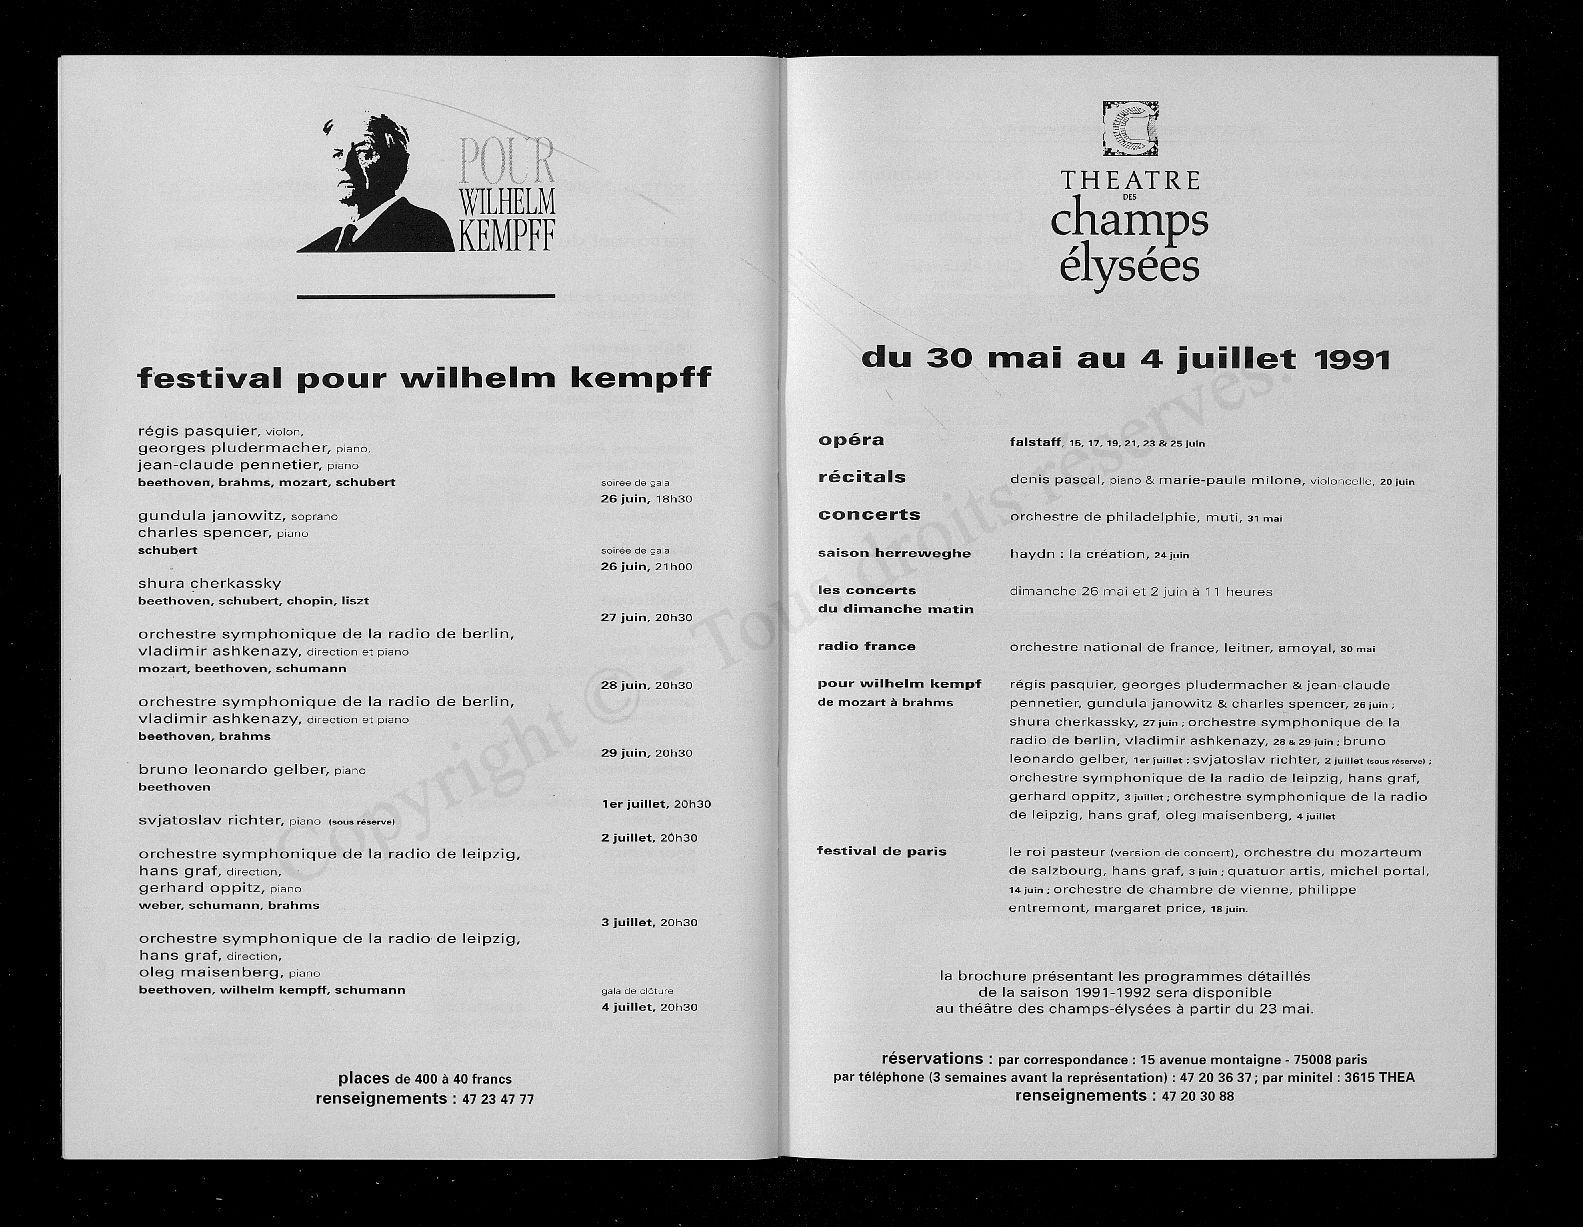 POUR
WILHELM
KEMPFF
festival pour wilhelm kempff
régis pasquier, violon,
georges pludermacher, piano,
jean-claude pennetier, piano
beethoven, brahms, mozart, schubert
soirée de gala
26 juin, 18h30
gundula janowitz, soprano
charles spencer, piano
schubert
soirée de gala
26 juin, 21h00
shura cherkassky
beethoven, schubert, chopin, liszt
27 juin, 20h30
orchestre symphonique de la radio de berlin,
vladimir ashkenazy, direction et piano
mozart, beethoven, schumann
28 juin, 20h30
orchestre symphonique de la radio de berlin,
vladimir ashkenazy, direction et piano
beethoven, brahms
29 juin, 20h30
bruno leonardo gelber, piano
beethoven
1er juillet, 20h30
svjatoslav richter, piano (sous réserve)
2 juillet, 20h30
orchestre symphonique de la radio de leipzig,
hans graf, direction,
gerhard oppitz, piano
weber, schumann, brahms
3 juillet, 20h30
orchestre symphonique de la radio de leipzig,
hans graf, direction,
oleg maisenberg, piano
beethoven, wilhelm kempff, schumann
gala de clôture
4 juillet, 20h30
places de 400 à 40 francs
renseignements : 47 23 47 77
THEATRE
DES
champs
élysées
du 30 mai au 4 juillet 1991
opéra falstaff, 15, 17, 19, 21, 23 & 25 juin
récitals denis pascal, piano & marie-paule milone, violoncelle, 20 juin
concerts orchestre de philadelphie, muti, 31 mai
saison herreweghe haydn : la création, 24 juin
les concerts dimanche 26 mai et 2 juin à 11 heures
du dimanche matin
radio france orchestre national de france, leitner, amoyal, 30 mai
pour wilhelm kempf régis pasquier, georges pludermacher & jean claude
de mozart à brahms pennetier, gundula janowitz & charles spencer, 26 juin ;
shura cherkassky, 27 juin ; orchestre symphonique de la
radio de berlin, vladimir ashkenazy, 28 & 29 juin ; bruno
leonardo gelber, 1er juillet ; svjatoslav richter, 2 juillet (sous réserve) ;
orchestre symphonique de la radio de leipzig, hans graf,
gerhard oppitz, 3 juillet ; orchestre symphonique de la radio
de leipzig, hans graf, oleg maisenberg, 4 juillet
festival de paris le roi pasteur (version de concert), orchestre du mozarteum
de salzbourg, hans graf, 3 juin ; quatuor artis, michel portal,
14 juin ; orchestre de chambre de vienne, philippe
entremont, margaret price, 18 juin.
la brochure présentant les programmes détaillés
de la saison 1991-1992 sera disponible
au théâtre des champs-élysées à partir du 23 mai.
réservations : par correspondance : 15 avenue montaigne - 75008 paris
par téléphone (3 semaines avant la représentation) : 47 20 36 37 ; par minitel : 3615 THEA
renseignements : 47 20 30 88
Copyright © - Tous droits réservés.